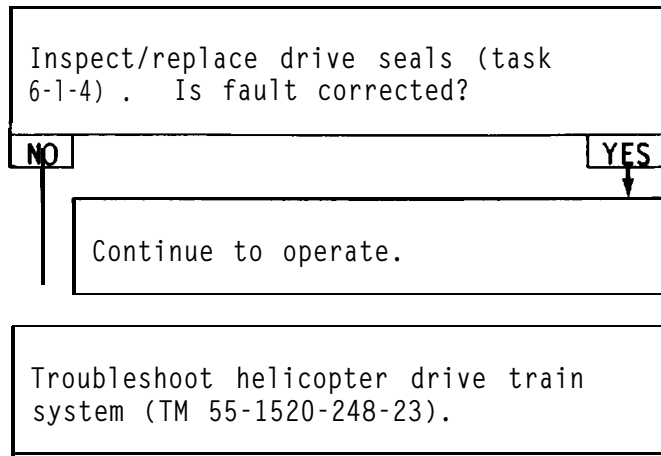 Inspect/replace drive seals (task
6-1-4) . Is fault corrected?
NO
YES
Continue to operate.
Troubleshoot helicopter drive train
system (TM 55-1520-248-23).